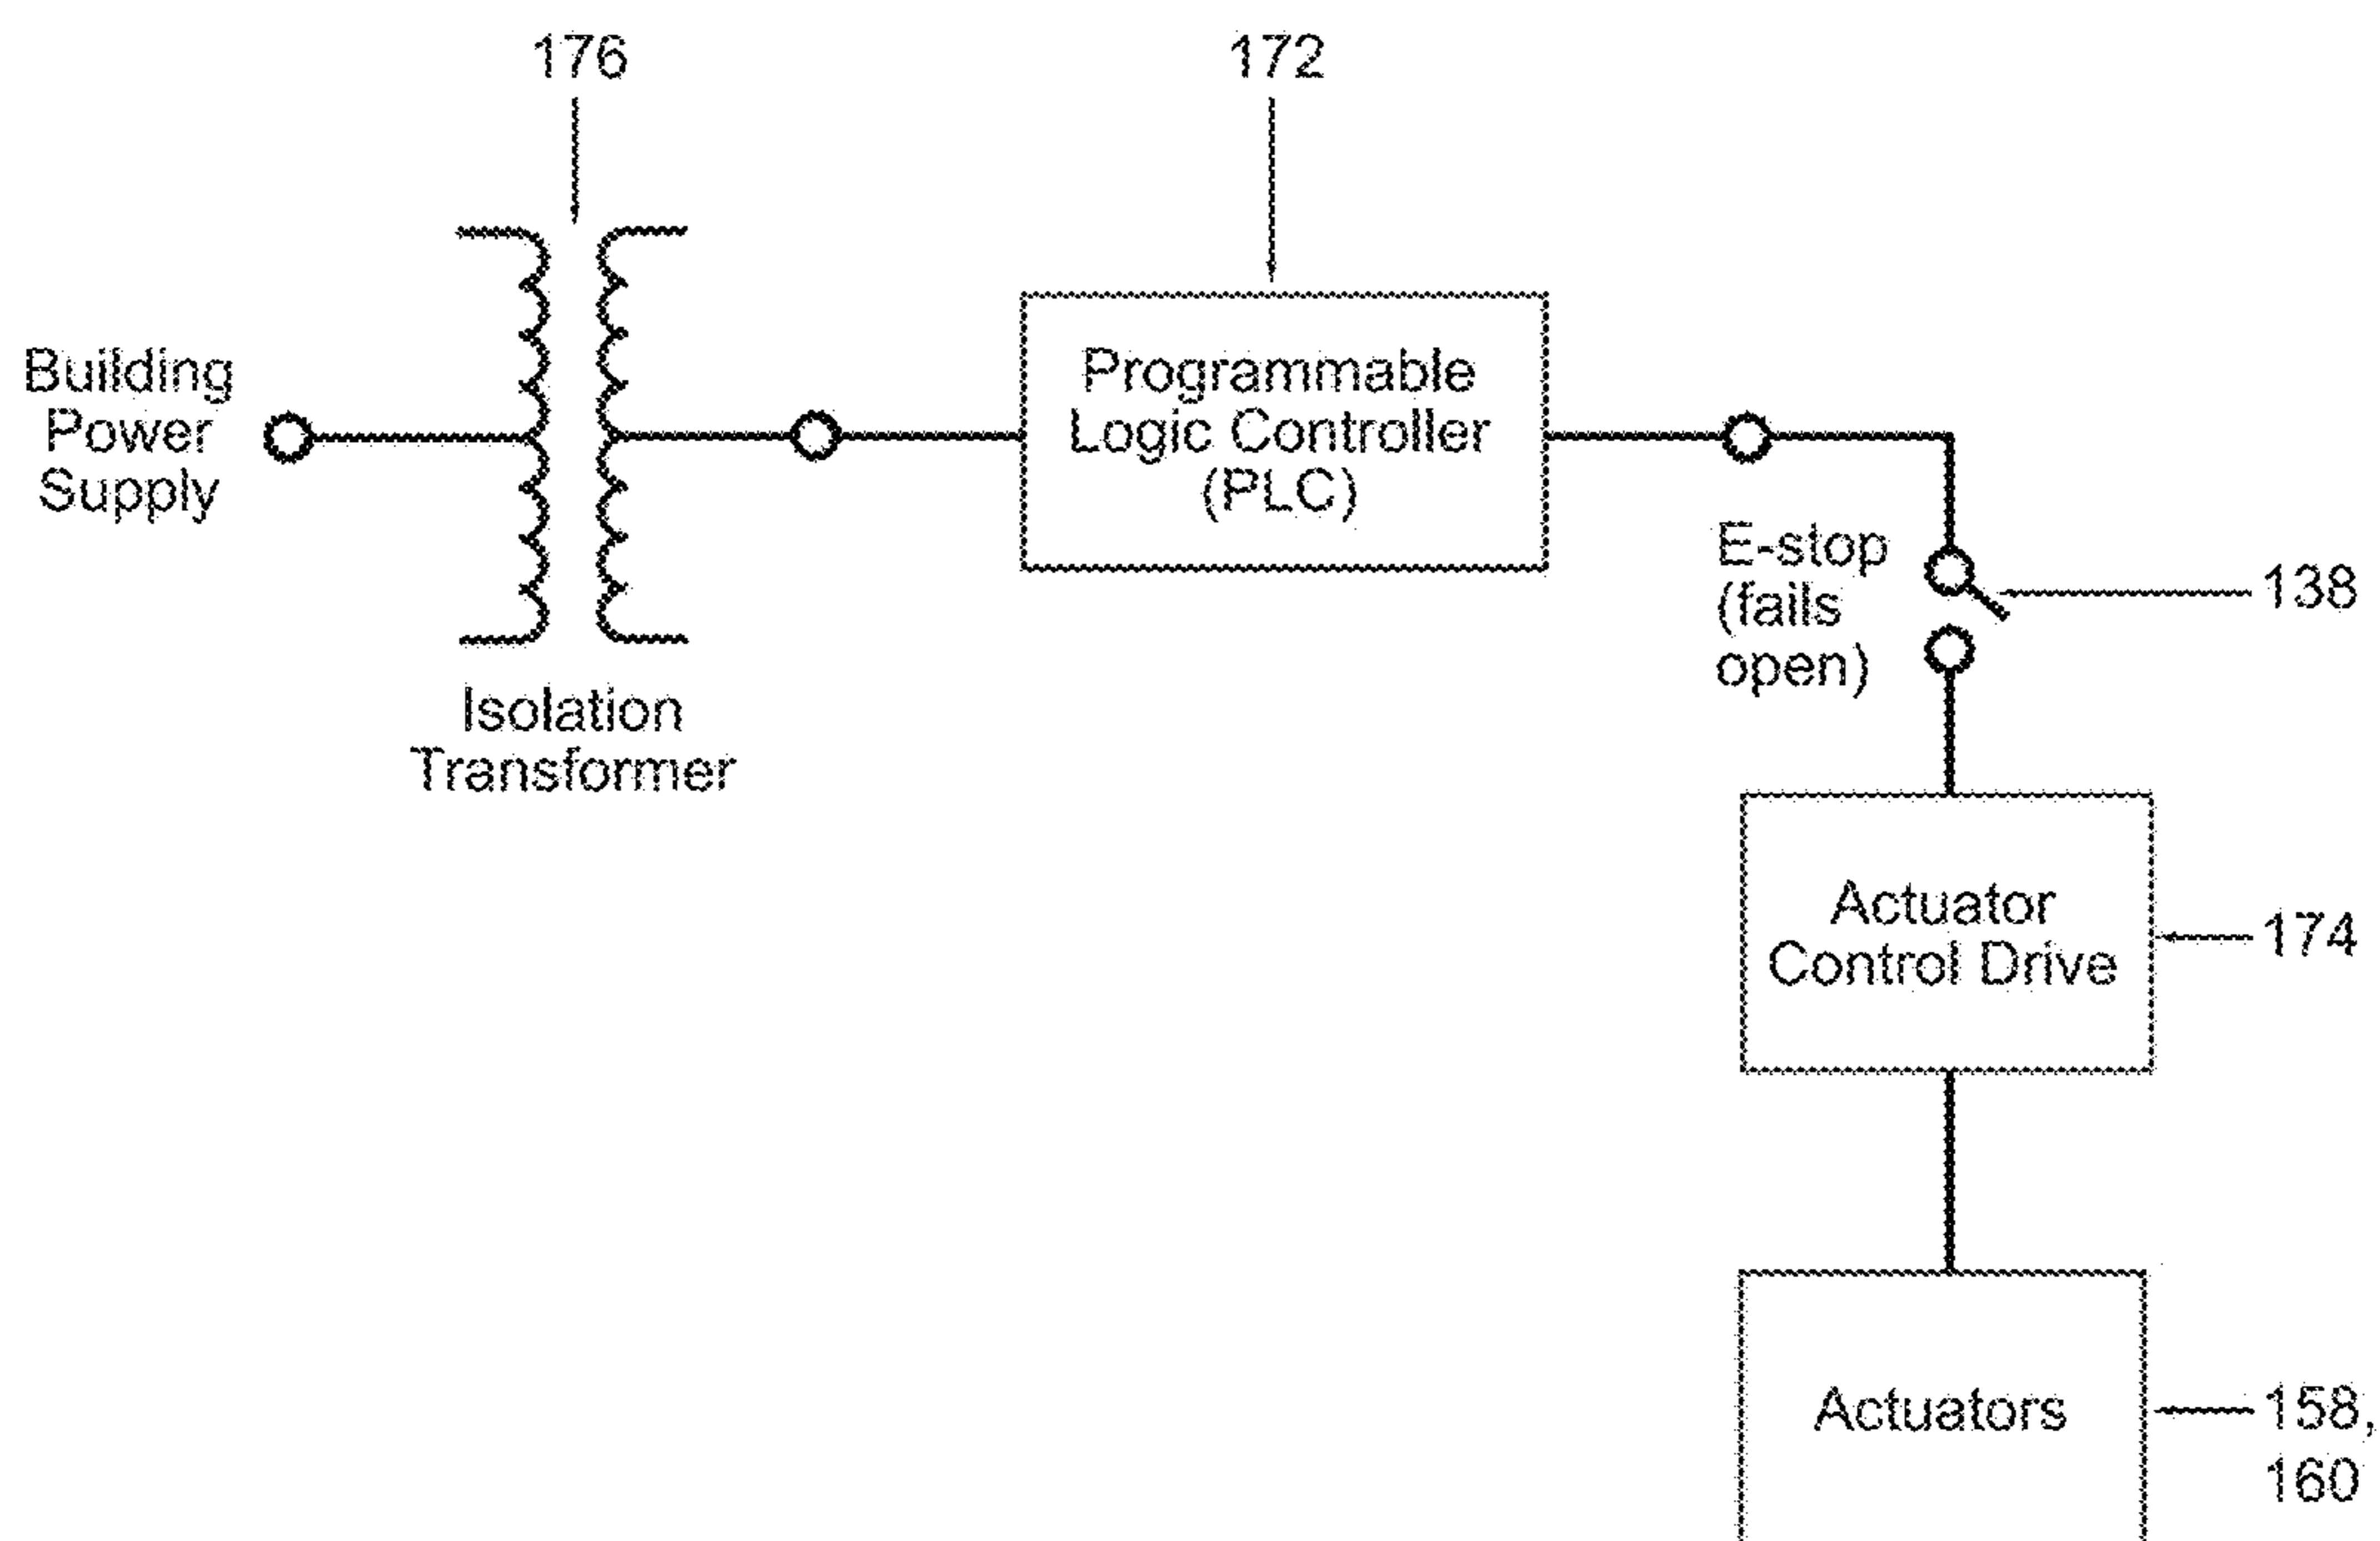 176
172
Building
Power
Supply
Programmable
Logic Controller
(PLC)
E-stop
(fails
open)
138
Isolation
Transformer
Actuator
Control Drive
174
Actuators
158,
160